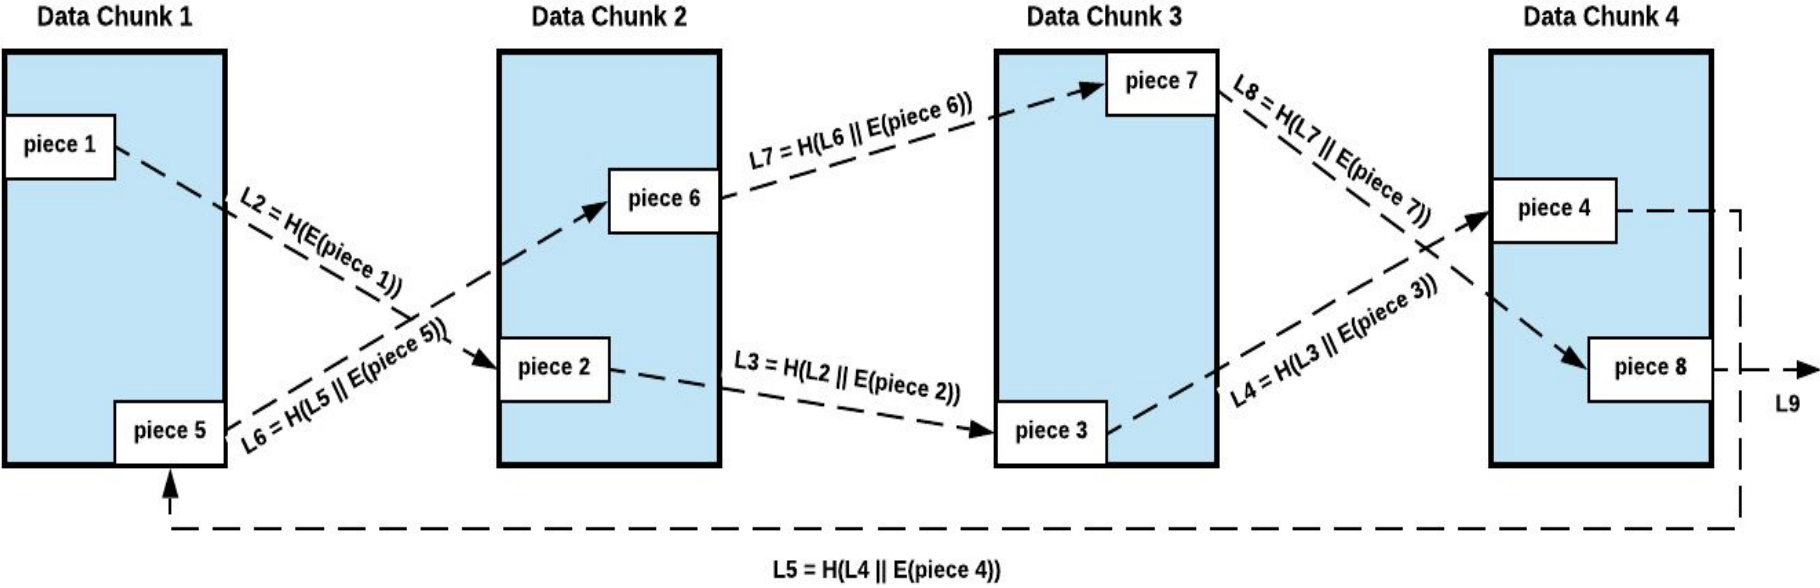 Data Chunk 1
Data Chunk 2
Data Chunk 3
Data Chunk 4
piece 1
piece 5
L2 = H(E(piece 1))
L6 = H(L5 || E(piece 5))
piece 6
piece 2
L7 = H(L6 || E(piece 6))
L3 = H(L2 || E(piece 2))
piece 7
piece 3
L8 = H(L7 || E(piece 7))
L4 = H(L3 || E(piece 3))
piece 4
piece 8
L9
L5 = H(L4 || E(piece 4))